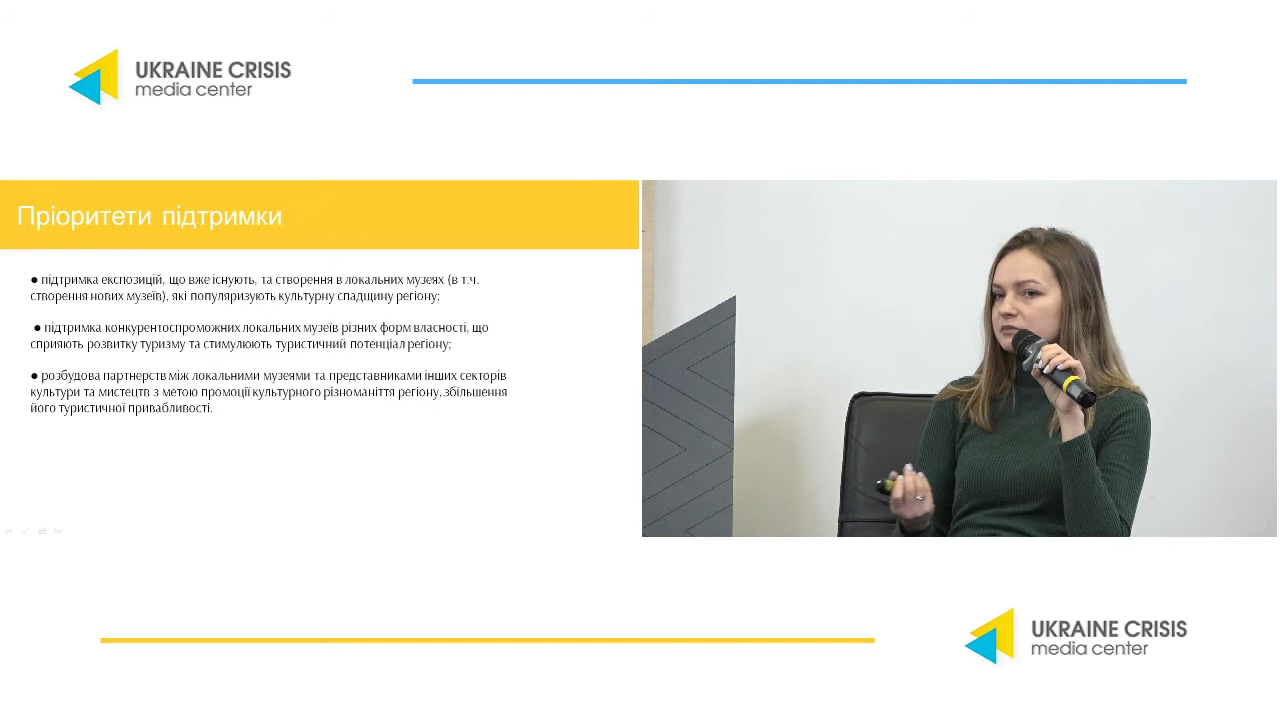 UKRAINE CRISIS
media center
Пріоритети підтримки
● підтримка експозицій, що вже існують, та створення в локальних музеях (в т.ч.
створення нових музеїв), які популяризують культурну спадщину регіону;
● підтримка конкурентоспроможних локальних музеїв різних форм власності, що
сприяють розвитку туризму та стимулюють туристичний потенціал регіону;
● розбудова партнерств між локальними музеями та представниками інших секторів
культури та мистецтв з метою промоції культурного різноманіття регіону, збільшення
його туристичної привабливості.
UKRAINE CRISIS
media center